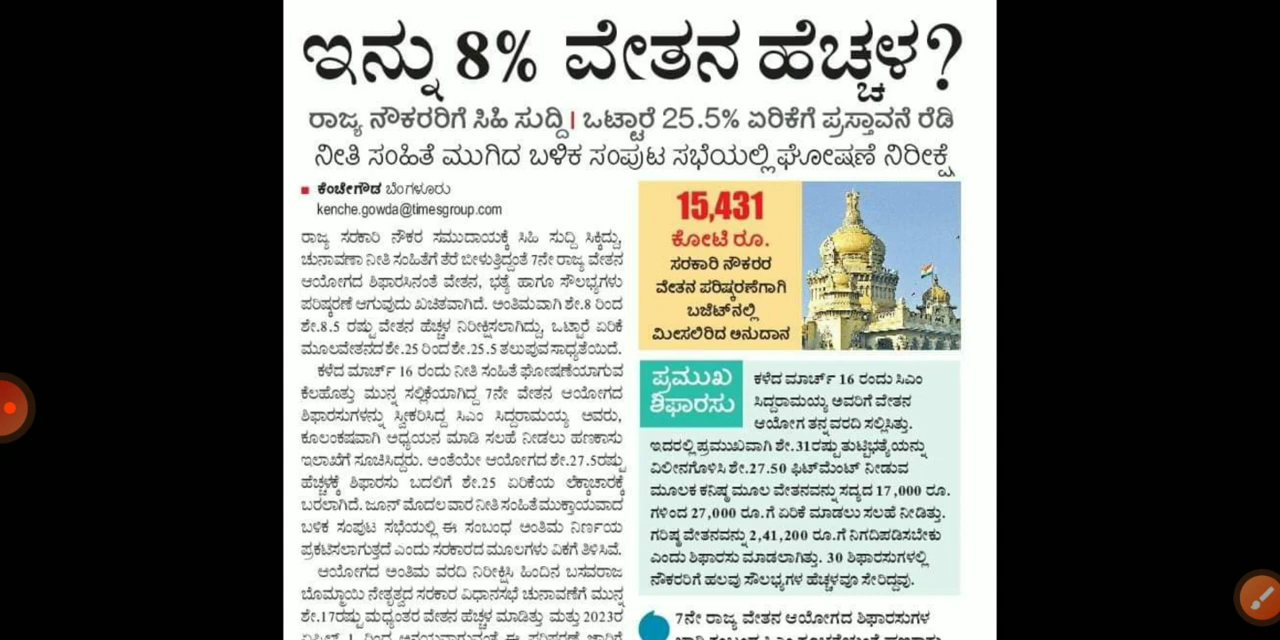 ಇನ್ನು 8% ವೇತನ ಹೆಚ್ಚಳ?
ರಾಜ್ಯ ನೌಕರರಿಗೆ ಸಿಹಿ ಸುದ್ದಿ | ಒಟ್ಟಾರೆ 25.5% ಏರಿಕೆಗೆ ಪ್ರಸ್ತಾವನೆ ರೆಡಿ
ನೀತಿ ಸಂಹಿತೆ ಮುಗಿದ ಬಳಿಕ ಸಂಪುಟ ಸಭೆಯಲ್ಲಿ ಘೋಷಣೆ ನಿರೀಕ್ಷೆ
■ ಕೆಂಚೇಗೌಡ ಬೆಂಗಳೂರು
kenche.gowda@timesgroup.com
ರಾಜ್ಯ ಸರಕಾರಿ ನೌಕರ ಸಮುದಾಯಕ್ಕೆ ಸಿಹಿ ಸುದ್ದಿ ಸಿಕ್ಕಿದ್ದು,
ಚುನಾವಣಾ ನೀತಿ ಸಂಹಿತೆಗೆ ತೆರೆ ಬೀಳುತ್ತಿದ್ದಂತೆ 7ನೇ ರಾಜ್ಯ ವೇತನ
ಆಯೋಗದ ಶಿಫಾರಸಿನಂತೆ ವೇತನ, ಭತ್ಯೆ ಹಾಗೂ ಸೌಲಭ್ಯಗಳು
ಪರಿಷ್ಕರಣೆ ಆಗುವುದು ಖಚಿತವಾಗಿದೆ. ಅಂತಿಮವಾಗಿ ಶೇ.8 ರಿಂದ
ಶೇ.8.5 ರಷ್ಟು ವೇತನ ಹೆಚ್ಚಳ ನಿರೀಕ್ಷಿಸಲಾಗಿದ್ದು, ಒಟ್ಟಾರೆ ಏರಿಕೆ
ಮೂಲವೇತನದ ಶೇ.25 ರಿಂದ ಶೇ.25.5 ತಲುಪುವ ಸಾಧ್ಯತೆಯಿದೆ.
ಕಳೆದ ಮಾರ್ಚ್ 16 ರಂದು ನೀತಿ ಸಂಹಿತೆ ಘೋಷಣೆಯಾಗುವ
ಕೆಲಹೊತ್ತು ಮುನ್ನ ಸಲ್ಲಿಕೆಯಾಗಿದ್ದ 7ನೇ ವೇತನ ಆಯೋಗದ
ಶಿಫಾರಸುಗಳನ್ನು ಸ್ವೀಕರಿಸಿದ್ದ ಸಿಎಂ ಸಿದ್ದರಾಮಯ್ಯ ಅವರು,
ಕೂಲಂಕಷವಾಗಿ ಅಧ್ಯಯನ ಮಾಡಿ ಸಲಹೆ ನೀಡಲು ಹಣಕಾಸು
ಇಲಾಖೆಗೆ ಸೂಚಿಸಿದ್ದರು. ಅಂತೆಯೇ ಆಯೋಗದ ಶೇ.27.5ರಷ್ಟು
ಹೆಚ್ಚಳಕ್ಕೆ ಶಿಫಾರಸು ಬದಲಿಗೆ ಶೇ.25 ಏರಿಕೆಯ ಲೆಕ್ಕಾಚಾರಕ್ಕೆ
ಬರಲಾಗಿದೆ. ಜೂನ್ ಮೊದಲ ವಾರ ನೀತಿ ಸಂಹಿತೆ ಮುಕ್ತಾಯವಾದ
ಬಳಿಕ ಸಂಪುಟ ಸಭೆಯಲ್ಲಿ ಈ ಸಂಬಂಧ ಅಂತಿಮ ನಿರ್ಣಯ
ಪ್ರಕಟಿಸಲಾಗುತ್ತದೆ ಎಂದು ಸರಕಾರದ ಮೂಲಗಳು ವಿಕಗೆ ತಿಳಿಸಿವೆ.
ಆಯೋಗದ ಅಂತಿಮ ವರದಿ ನಿರೀಕ್ಷಿಸಿ ಹಿಂದಿನ ಬಸವರಾಜ
ಬೊಮ್ಮಾಯಿ ನೇತೃತ್ವದ ಸರಕಾರ ವಿಧಾನಸಭೆ ಚುನಾವಣೆಗೆ ಮುನ್ನ
ಶೇ.17ರಷ್ಟು ಮಧ್ಯಂತರ ವೇತನ ಹೆಚ್ಚಳ ಮಾಡಿತ್ತು ಮತ್ತು 2023ರ
15,431
ಕೋಟಿ ರೂ.
ಸರಕಾರಿ ನೌಕರರ
ವೇತನ ಪರಿಷ್ಕರಣೆಗಾಗಿ
ಬಜೆಟ್‌ನಲ್ಲಿ
ಮೀಸಲಿರಿದ ಅನುದಾನ
ಪ್ರಮುಖ
ಶಿಫಾರಸು
ಕಳೆದ ಮಾರ್ಚ್ 16 ರಂದು ಸಿಎಂ
ಸಿದ್ದರಾಮಯ್ಯ ಅವರಿಗೆ ವೇತನ
ಆಯೋಗ ತನ್ನ ವರದಿ ಸಲ್ಲಿಸಿತ್ತು.
ಇದರಲ್ಲಿ ಪ್ರಮುಖವಾಗಿ ಶೇ.31ರಷ್ಟು ತುಟ್ಟಿಭತ್ಯೆಯನ್ನು
ವಿಲೀನಗೊಳಿಸಿ ಶೇ.27.50 ಫಿಟ್‌ಮೆಂಟ್ ನೀಡುವ
ಮೂಲಕ ಕನಿಷ್ಠ ಮೂಲ ವೇತನವನ್ನು ಸದ್ಯದ 17,000 ರೂ.
ಗಳಿಂದ 27,000 ರೂ.ಗೆ ಏರಿಕೆ ಮಾಡಲು ಸಲಹೆ ನೀಡಿತ್ತು.
ಗರಿಷ್ಠ ವೇತನವನ್ನು 2,41,200 ರೂ.ಗೆ ನಿಗದಿಪಡಿಸಬೇಕು
ಎಂದು ಶಿಫಾರಸು ಮಾಡಲಾಗಿತ್ತು. 30 ಶಿಫಾರಸುಗಳಲ್ಲಿ
ನೌಕರರಿಗೆ ಹಲವು ಸೌಲಭ್ಯಗಳ ಹೆಚ್ಚಳವೂ ಸೇರಿದ್ದವು.
7ನೇ ರಾಜ್ಯ ವೇತನ ಆಯೋಗದ ಶಿಫಾರಸುಗಳ